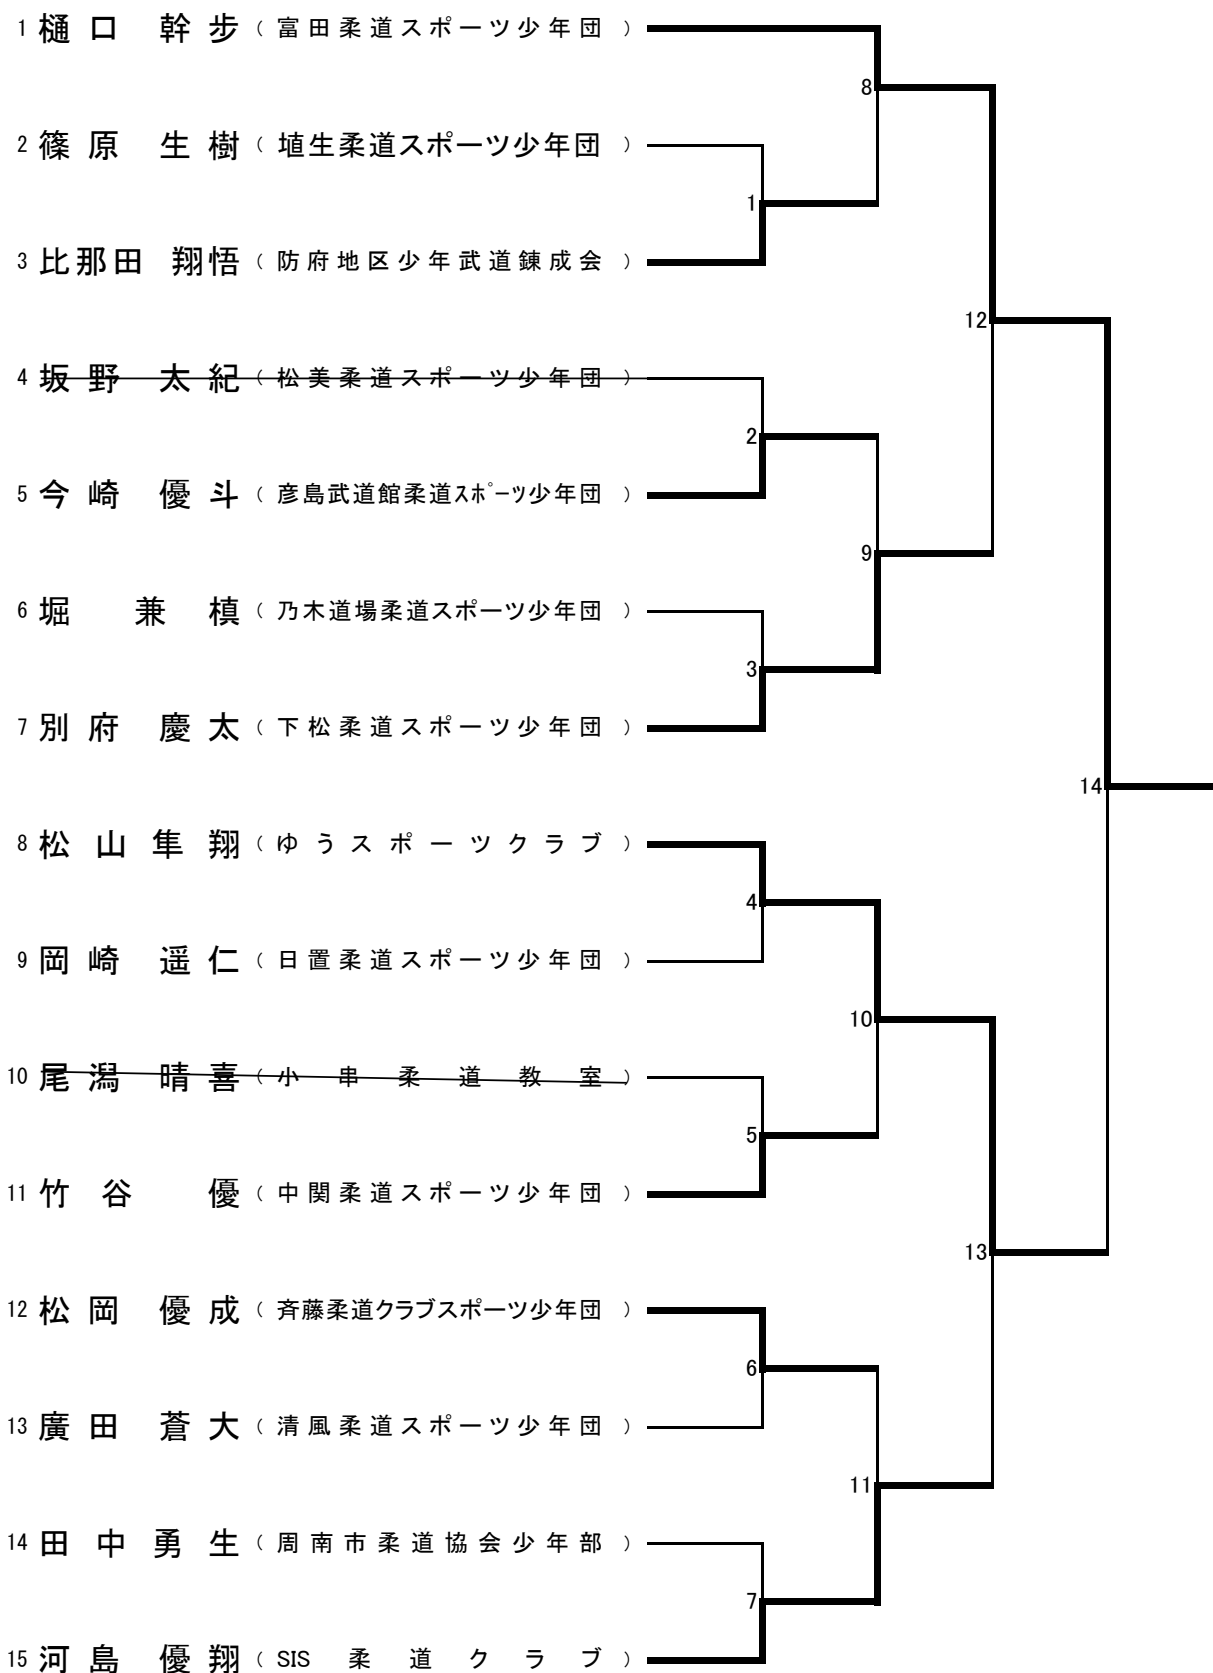 1 樋口 幹歩 ( 富田柔道スポーツ少年団 )
8
2 篠原 生樹 ( 埴生柔道スポーツ少年団 )
1
3 比那田 翔悟 ( 防府地区少年武道錬成会 )
12
4 坂野 太紀 ( 松美柔道スポーツ少年団 )
2
5 今崎 優斗 ( 彦島武道館柔道ｽﾎﾟｰﾂ少年団 )
9
6 堀 兼槙 ( 乃木道場柔道スポーツ少年団 )
3
7 別府 慶太 ( 下松柔道スポーツ少年団 )
14
8 松山隼翔 ( ゆうスポーツクラブ )
4
9 岡崎 遥仁 ( 日置柔道スポーツ少年団 )
10
10 尾潟 晴喜 ( 小串柔道教室 )
5
11 竹谷 優 ( 中関柔道スポーツ少年団 )
13
12 松岡 優成 ( 斉藤柔道クラブスポーツ少年団 )
6
13 廣田 蒼大 ( 清風柔道スポーツ少年団 )
11
14 田中勇生 ( 周南市柔道協会少年部 )
7
15 河島 優翔 ( SIS柔道クラブ )